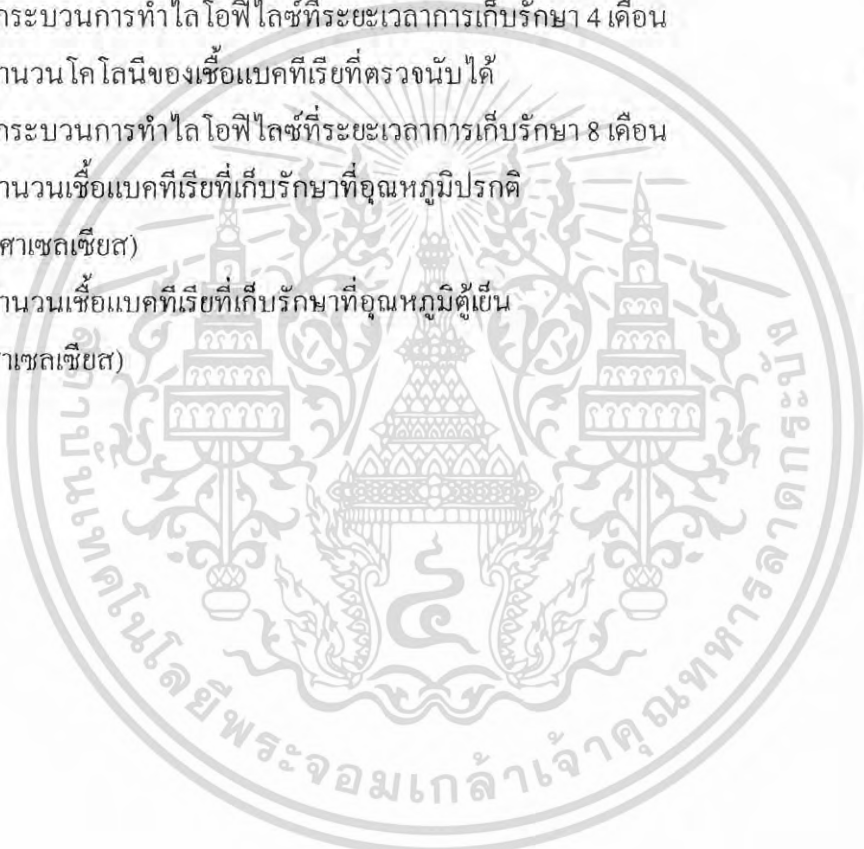 กระบวนการทำไลโอฟิไลซ์ที่ระยะเวลาการเก็บรักษา 4 เดือน
จำนวนโคโลนีของเชื้อแบคทีเรียที่ตรวจนับได้
กระบวนการทำไลโอฟิไลซ์ที่ระยะเวลาการเก็บรักษา 8 เดือน
จำนวนเชื้อแบคทีเรียที่เก็บรักษาที่อุณหภูมิปรกติ
ศาเซลเซียส)
จำนวนเชื้อแบคทีเรียที่เก็บรักษาที่อุณหภูมิตู้เย็น
ศาเซลเซียส)
สถาบันเทคโนโลยีพระจอมเกล้าเจ้าคุณทหารลาดกระบัง
๔